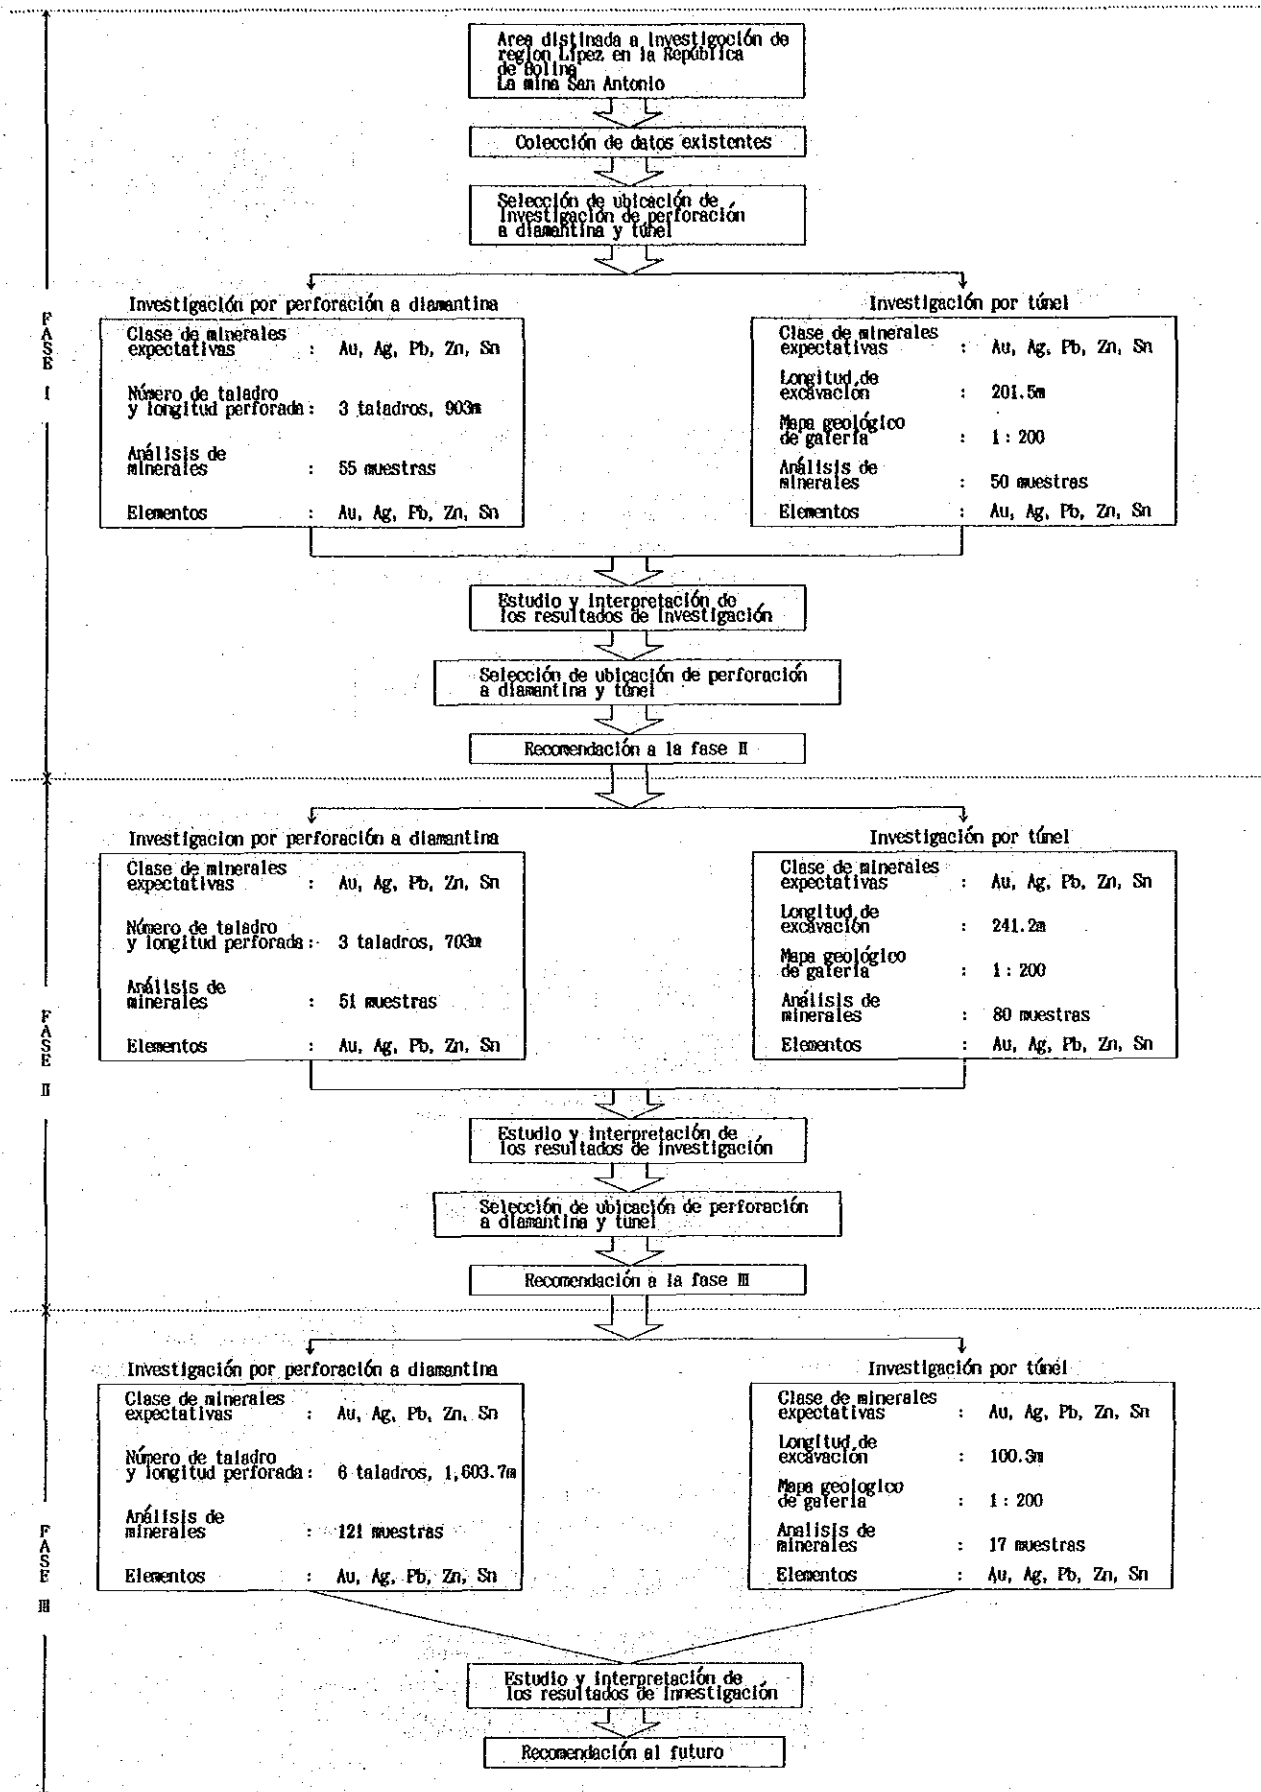 Area distinada a investigoción de
region Lípez en la República
de Bolina
La mina San Antonio
Colección de datos existentes
Selección de ubicación de
investigación de perforación
a diamantina y túnel
FASE I
Investigación por perforación a diamantina
Clase de minerales
expectativas : Au, Ag, Pb, Zn, Sn
Número de taladro
y longitud perforada : 3 taladros, 903m
Análisis de
minerales : 55 muestras
Elementos : Au, Ag, Pb, Zn, Sn
Investigación por túnel
Clase de minerales
expectativas : Au, Ag, Pb, Zn, Sn
Longitud de
excavación : 201.5m
Mapa geológico
de galería : 1 : 200
Análisis de
minerales : 50 muestras
Elementos : Au, Ag, Pb, Zn, Sn
Estudio y interpretación de
los resultados de investigación
Selección de ubicación de perforación
a diamantina y túnel
Recomendación a la fase II
FASE II
Investigacion por perforación a diamantina
Clase de minerales
expectativas : Au, Ag, Pb, Zn, Sn
Número de taladro
y longitud perforada : 3 taladros, 703m
Análisis de
minerales : 51 muestras
Elementos : Au, Ag, Pb, Zn, Sn
Investigación por túnel
Clase de minerales
expectativas : Au, Ag, Pb, Zn, Sn
Longitud de
excavación : 241.2m
Mapa geológico
de galería : 1 : 200
Análisis de
minerales : 80 muestras
Elementos : Au, Ag, Pb, Zn, Sn
Estudio y interpretación de
los resultados de investigación
Selección de ubicación de perforación
a diamantina y túnel
Recomendación a la fase III
FASE III
Investigación por perforación a diamantina
Clase de minerales
expectativas : Au, Ag, Pb, Zn, Sn
Número de taladro
y longitud perforada : 6 taladros, 1,603.7m
Análisis de
minerales : 121 muestras
Elementos : Au, Ag, Pb, Zn, Sn
Investigación por túnel
Clase de minerales
expectativas : Au, Ag, Pb, Zn, Sn
Longitud de
excavación : 100.3m
Mapa geologico
de galería : 1 : 200
Analisis de
minerales : 17 muestras
Elementos : Au, Ag, Pb, Zn, Sn
Estudio y interpretación de
los resultados de innestigación
Recomendación al futuro